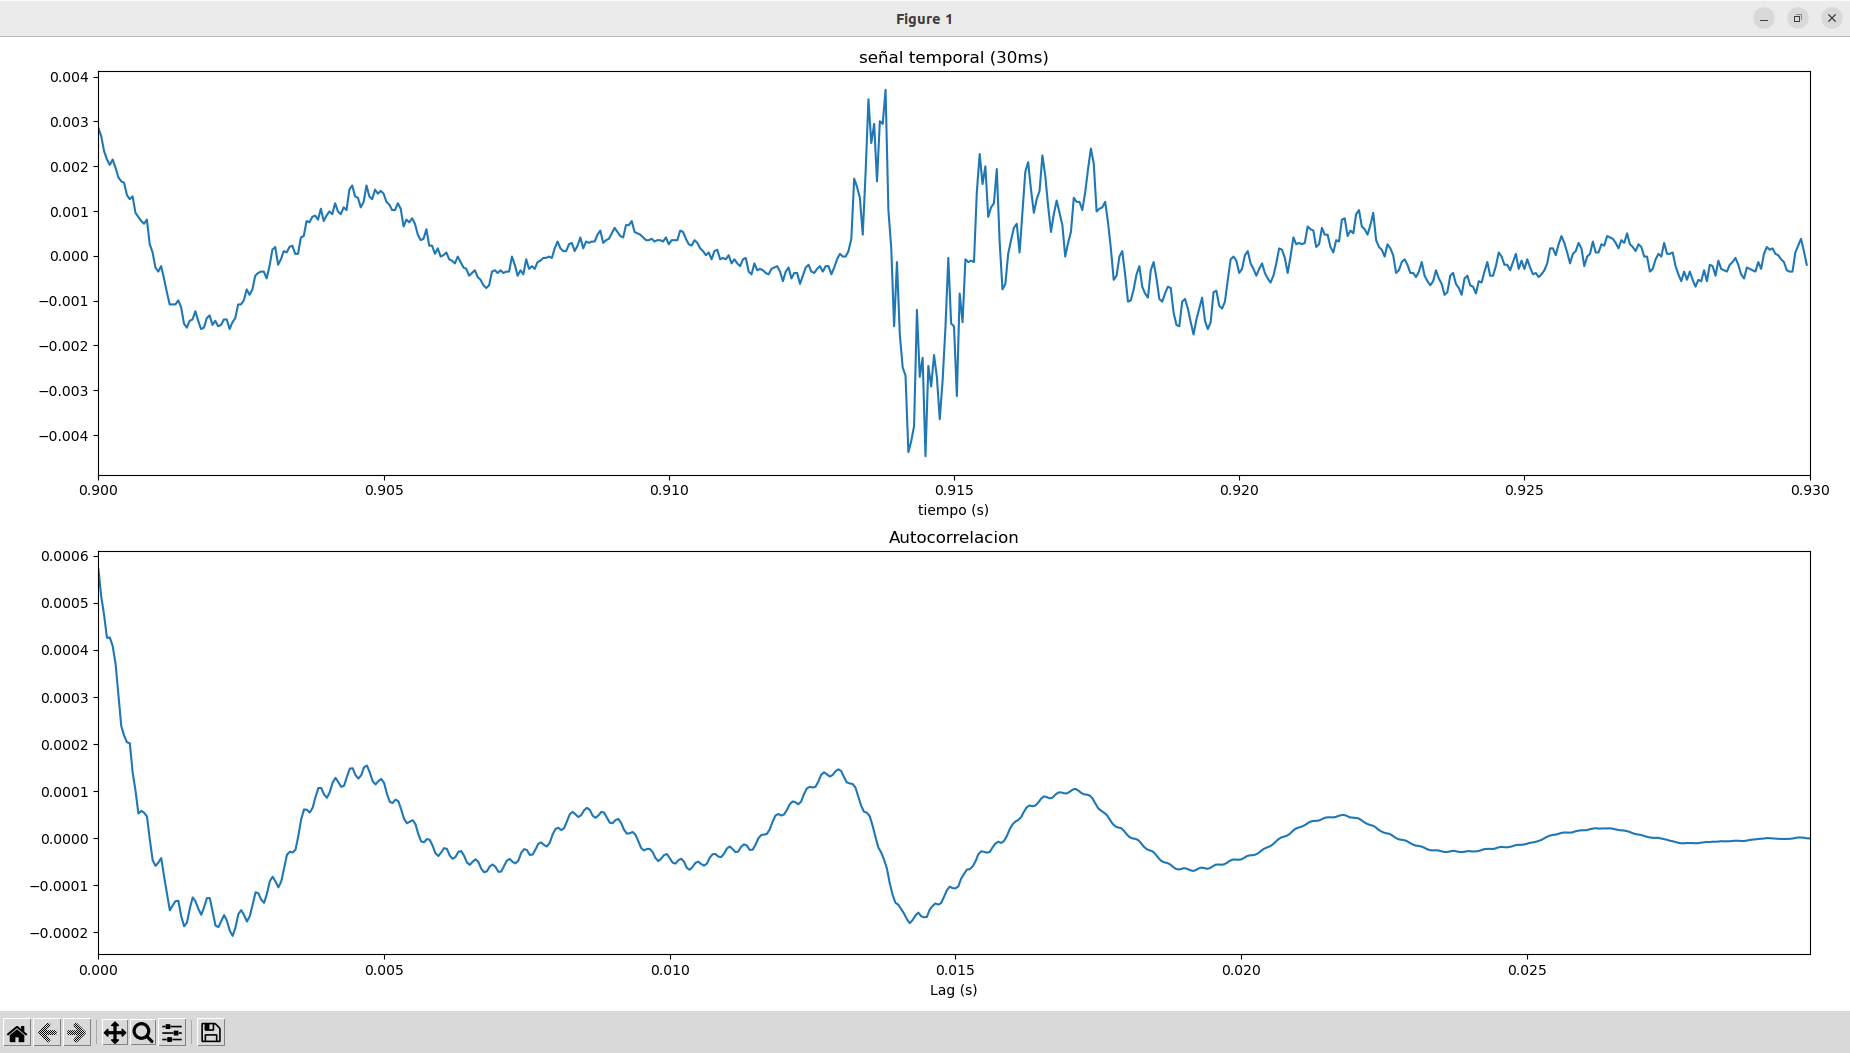 Figure 1
señal temporal (30ms)
0.004
0.003
0.002
0.001
0.000
−0.001
−0.002
−0.003
−0.004
0.900 0.905 0.910 0.915 0.920 0.925 0.930
tiempo (s)
Autocorrelacion
0.0006
0.0005
0.0004
0.0003
0.0002
0.0001
0.0000
−0.0001
−0.0002
0.000 0.005 0.010 0.015 0.020 0.025
Lag (s)